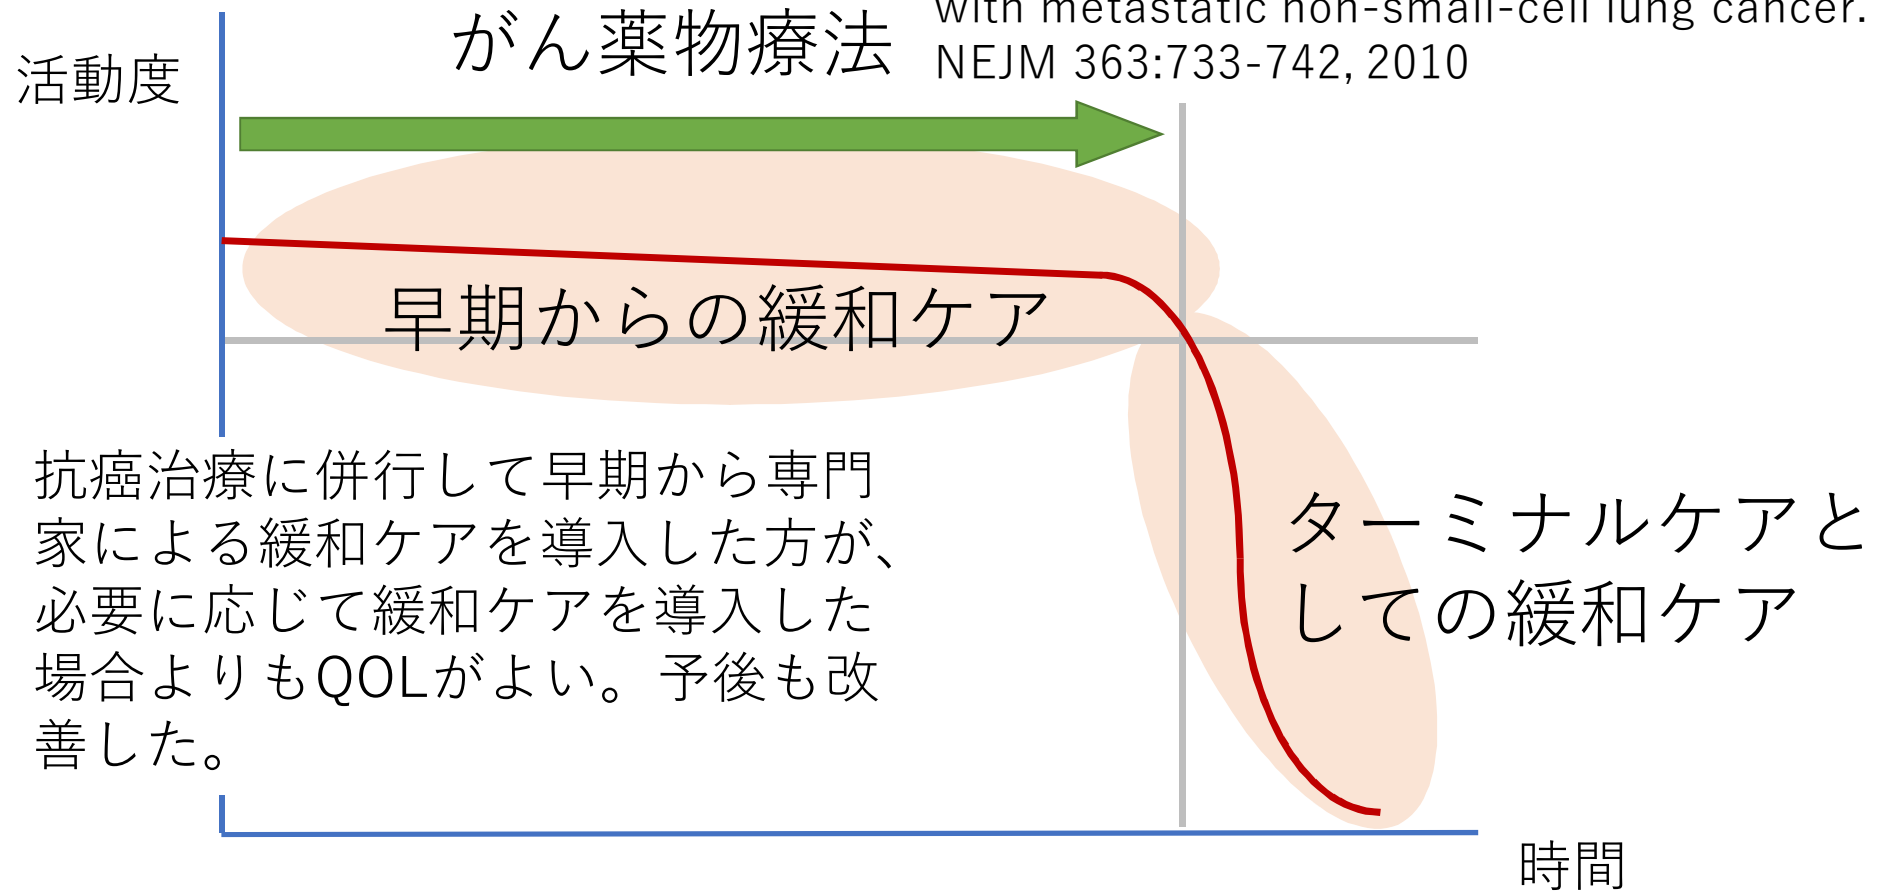 with metastatic non-small-cell lung cancer.
NEJM 363:733-742, 2010
がん薬物療法
活動度
早期からの緩和ケア
抗癌治療に併行して早期から専門
家による緩和ケアを導入した方が、
必要に応じて緩和ケアを導入した
場合よりもQOLがよい。予後も改
善した。
ターミナルケアと
しての緩和ケア
時間